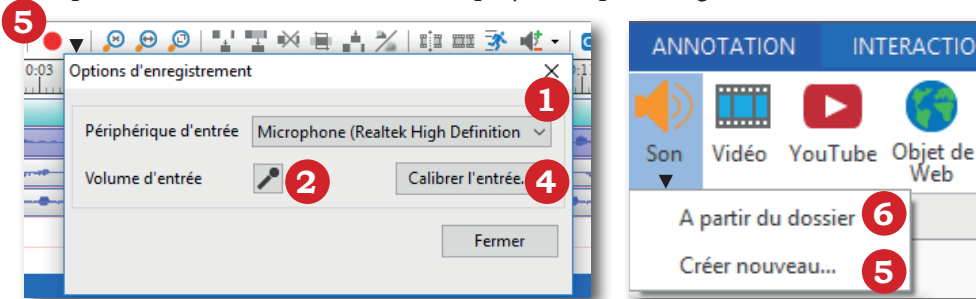 5
0:03
Options d'enregistrement
1
Périphérique d'entrée
Microphone (Realtek High Definition
Volume d'entrée
2
Calibrer l'entrée.
4
Fermer
ANNOTATION
INTERACTIO
Son
Vidéo
YouTube
Objet de
Web
A partir du dossier
6
Créer nouveau...
5